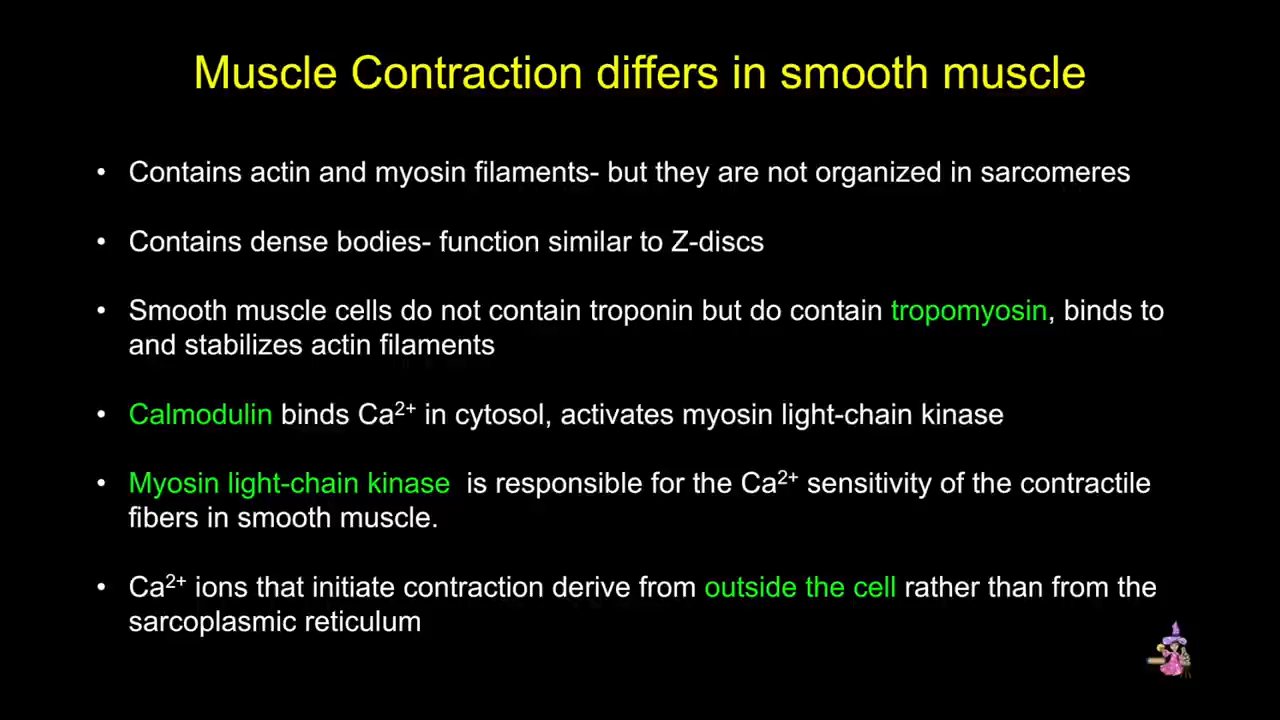 Muscle Contraction differs in smooth muscle
• Contains actin and myosin filaments- but they are not organized in sarcomeres
• Contains dense bodies- function similar to Z-discs
• Smooth muscle cells do not contain troponin but do contain tropomyosin, binds to
and stabilizes actin filaments
• Calmodulin binds Ca²⁺ in cytosol, activates myosin light-chain kinase
• Myosin light-chain kinase is responsible for the Ca²⁺ sensitivity of the contractile
fibers in smooth muscle.
• Ca²⁺ ions that initiate contraction derive from outside the cell rather than from the
sarcoplasmic reticulum